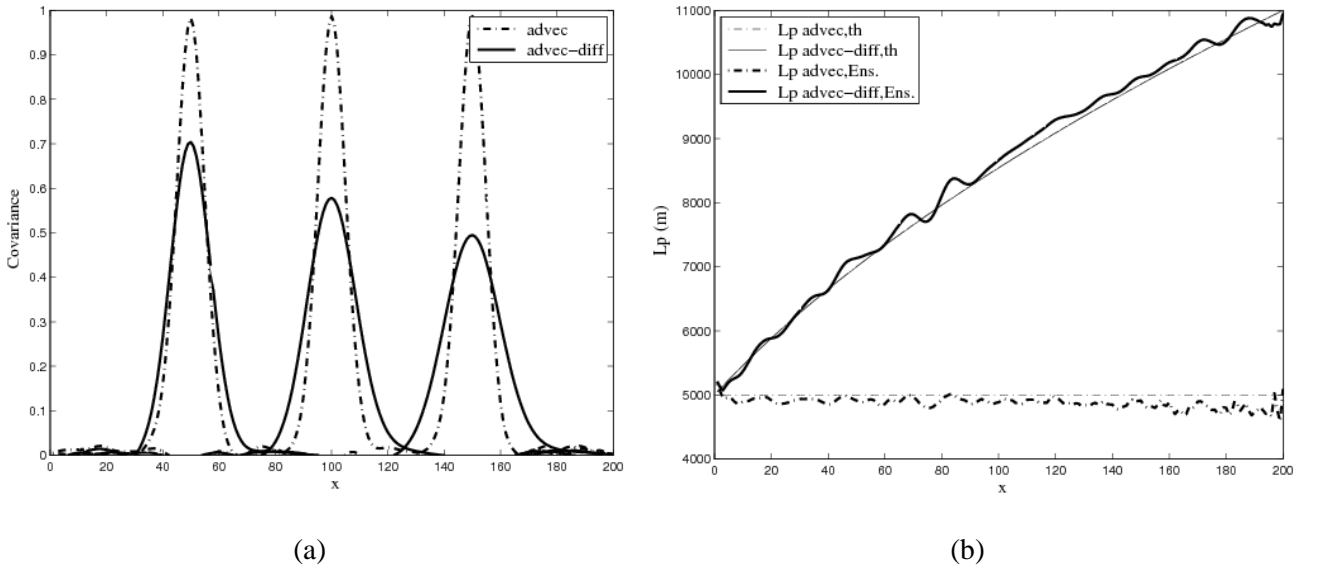 1
0.9
0.8
0.7
0.6
0.5
0.4
0.3
0.2
0.1
0
Covariance
0 20 40 60 80 100 120 140 160 180 200
x
advec
advec−diff
(a)
11000
10000
9000
8000
7000
6000
5000
4000
Lp (m)
0 20 40 60 80 100 120 140 160 180 200
x
Lp advec,th
Lp advec−diff,th
Lp advec,Ens.
Lp advec−diff,Ens.
(b)